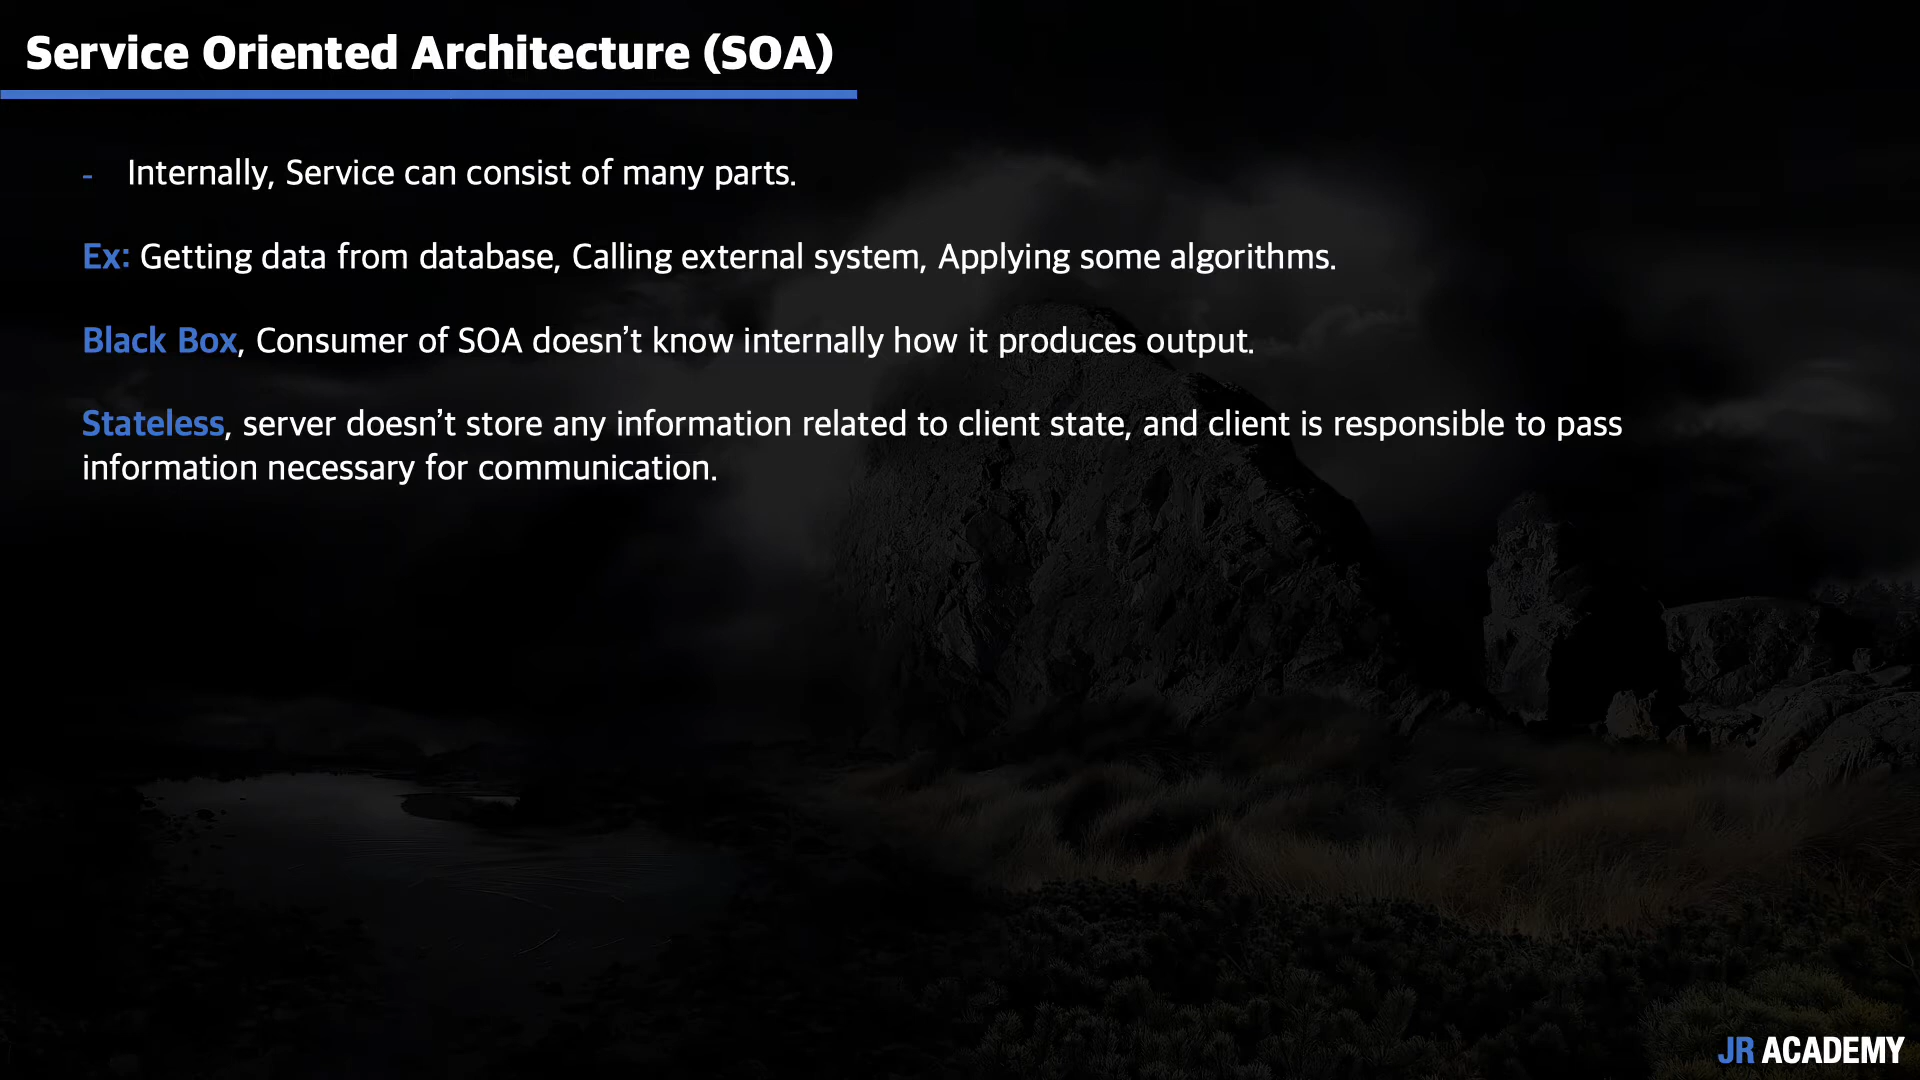 Service Oriented Architecture (SOA)
- Internally, Service can consist of many parts.
Ex: Getting data from database, Calling external system, Applying some algorithms.
Black Box, Consumer of SOA doesn’t know internally how it produces output.
Stateless, server doesn’t store any information related to client state, and client is responsible to pass
information necessary for communication.
JR ACADEMY